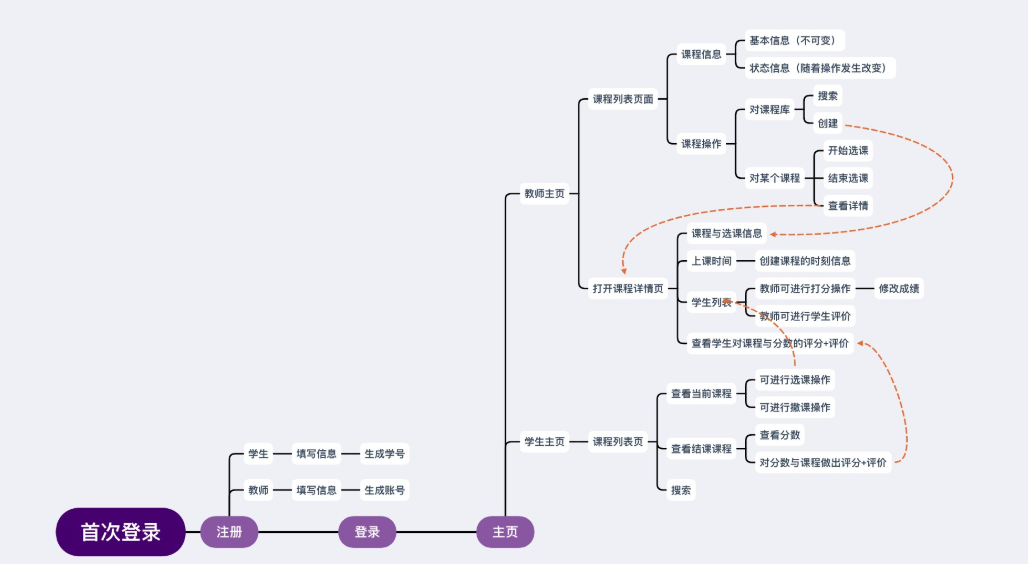 基本信息（不可变）
课程信息
状态信息（随着操作发生改变）
搜索
课程列表页面
对课程库
创建
课程操作
开始选课
对某个课程
结束选课
教师主页
查看详情
课程与选课信息
上课时间
创建课程的时刻信息
打开课程详情页
教师可进行打分操作
修改成绩
学生列表
教师可进行学生评价
查看学生对课程与分数的评分+评价
可进行选课操作
查看当前课程
可进行撤课操作
查看分数
学生主页
课程列表页
查看结课课程
对分数与课程做出评分+评价
搜索
学生
填写信息
生成学号
教师
填写信息
生成账号
首次登录
注册
登录
主页